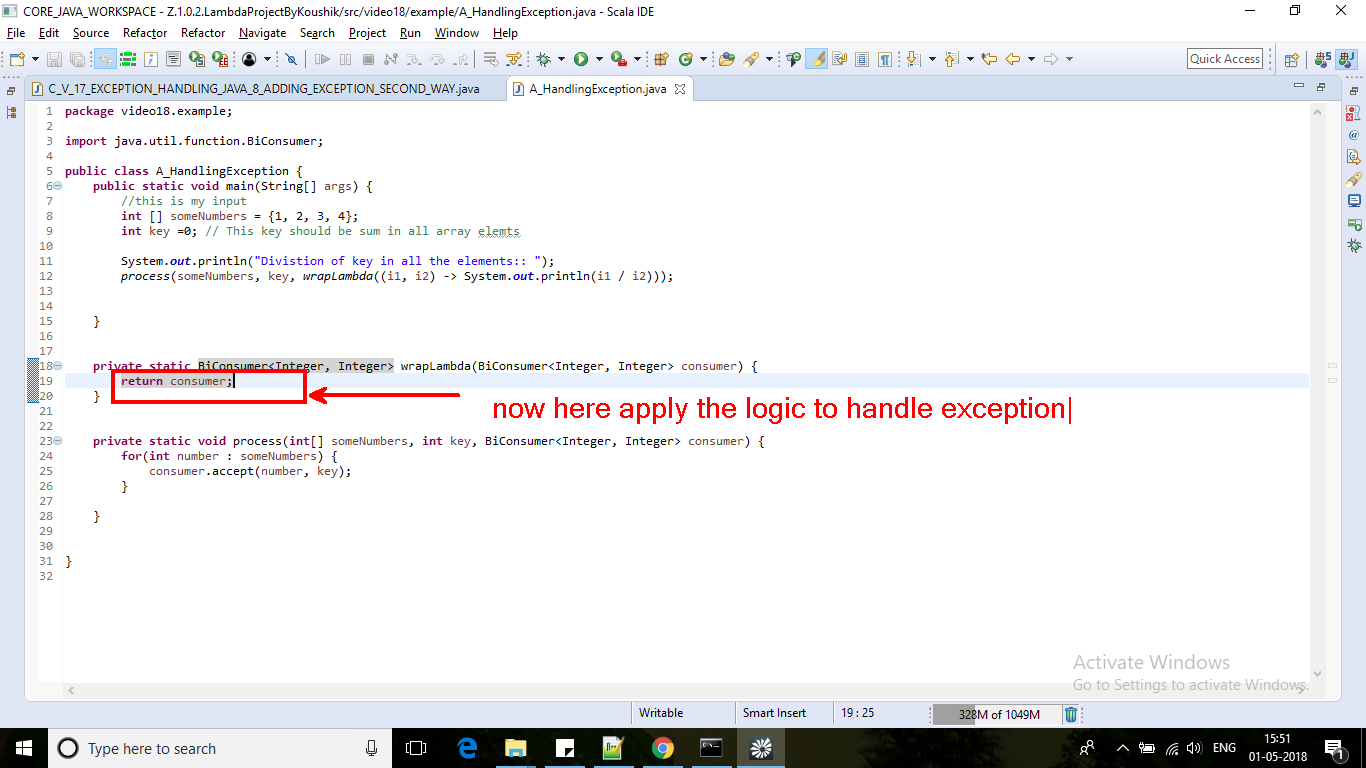 CORE_JAVA_WORKSPACE - Z.1.0.2.LambdaProjectByKoushik/src/video18/example/A_HandlingException.java - Scala IDE
File Edit Source Refactor Refactor Navigate Search Project Run Window Help
Quick Access
C_V_17_EXCEPTION_HANDLING_JAVA_8_ADDING_EXCEPTION_SECOND_WAY.java A_HandlingException.java
1 package video18.example;
2
3 import java.util.function.BiConsumer;
4
5 public class A_HandlingException {
6 public static void main(String[] args) {
7 //this is my input
8 int [] someNumbers = {1, 2, 3, 4};
9 int key =0; // This key should be sum in all array elemts
10
11 System.out.println("Divistion of key in all the elements:: ");
12 process(someNumbers, key, wrapLambda((i1, i2) -> System.out.println(i1 / i2)));
13
14
15 }
16
17
18 private static BiConsumer<Integer, Integer> wrapLambda(BiConsumer<Integer, Integer> consumer) {
19 return consumer;
20 }
now here apply the logic to handle exception|
21
22
23 private static void process(int[] someNumbers, int key, BiConsumer<Integer, Integer> consumer) {
24 for(int number : someNumbers) {
25 consumer.accept(number, key);
26 }
27
28 }
29
30
31 }
32
Activate Windows
Go to Settings to activate Windows.
Writable Smart Insert 19 : 25 328M of 1049M
Type here to search
ENG 15:51
01-05-2018
1